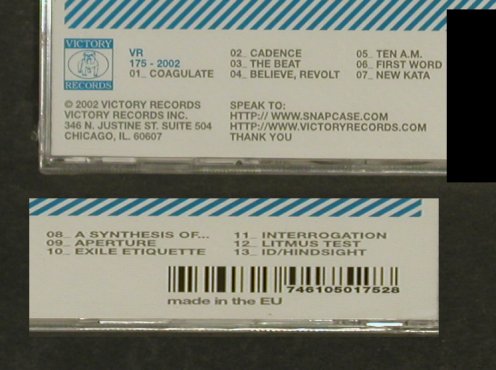 VICTORY
RECORDS
VR
175 - 2002
01_ COAGULATE
02_ CADENCE
03_ THE BEAT
04_ BELIEVE, REVOLT
05_ TEN A.M.
06_ FIRST WORD
07_ NEW KATA
© 2002 VICTORY RECORDS
VICTORY RECORDS INC.
346 N. JUSTINE ST. SUITE 504
CHICAGO, IL. 60607
SPEAK TO:
HTTP:// WWW.SNAPCASE.COM
HTTP://WWW.VICTORYRECORDS.COM
THANK YOU
08_ A SYNTHESIS OF...
09_ APERTURE
10_ EXILE ETIQUETTE
11_ INTERROGATION
12_ LITMUS TEST
13_ ID/HINDSIGHT
746105017528
made in the EU